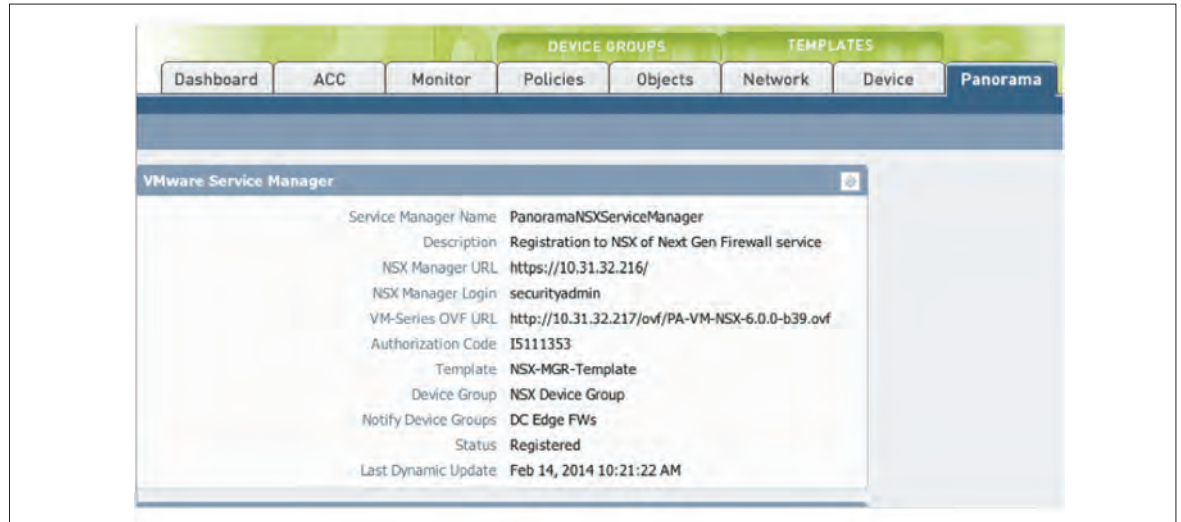 DEVICE GROUPS TEMPLATES
Dashboard ACC Monitor Policies Objects Network Device Panorama
VMware Service Manager
Service Manager Name PanoramaNSXServiceManager
Description Registration to NSX of Next Gen Firewall service
NSX Manager URL https://10.31.32.216/
NSX Manager Login securityadmin
VM-Series OVF URL http://10.31.32.217/ovf/PA-VM-NSX-6.0.0-b39.ovf
Authorization Code I5111353
Template NSX-MGR-Template
Device Group NSX Device Group
Notify Device Groups DC Edge FWs
Status Registered
Last Dynamic Update Feb 14, 2014 10:21:22 AM